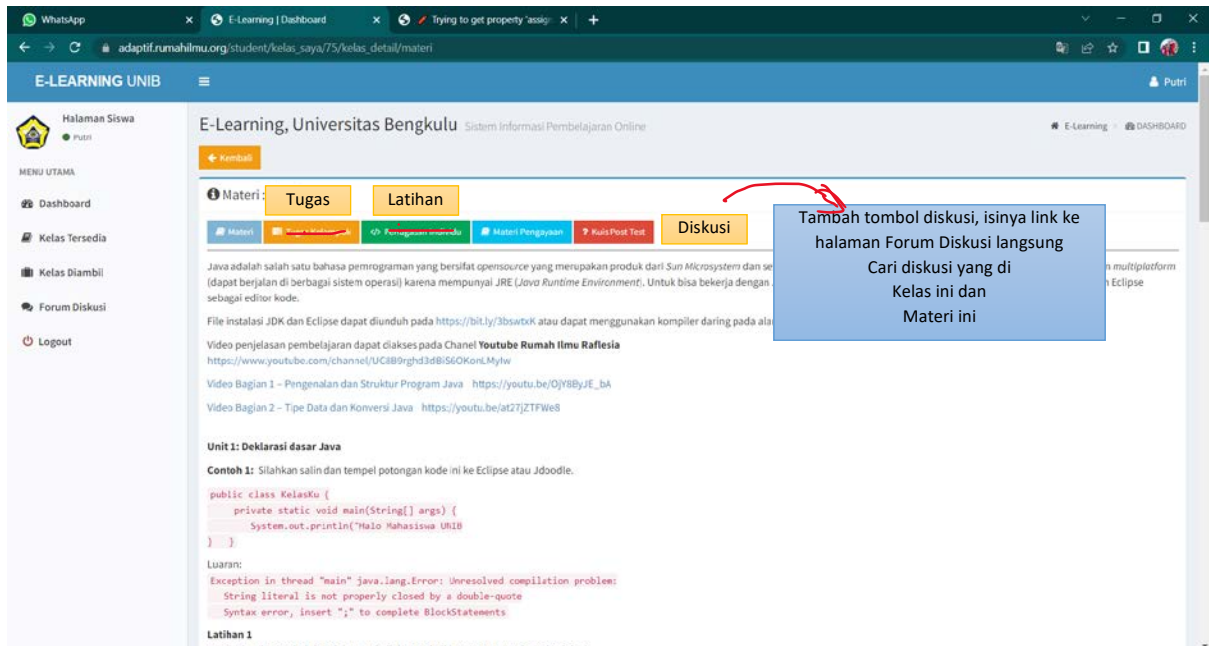 WhatsApp
E-Learning | Dashboard
Trying to get property 'assig
adaptif.rumahilmu.org/student/kelas_saya/75/kelas_detail/materi
E-LEARNING UNIB
Putri
Halaman Siswa
Putri
MENU UTAMA
Dashboard
Kelas Tersedia
Kelas Diambil
Forum Diskusi
Logout
E-Learning, Universitas Bengkulu Sistem Informasi Pembelajaran Online
E-Learning
DASHBOARD
Kembali
Materi :
Tugas
Latihan
Materi
Tugas Kelompok
</> Penugasan Individu
Materi Pengayaan
? Kuis Post Test
Diskusi
Tambah tombol diskusi, isinya link ke
halaman Forum Diskusi langsung
Cari diskusi yang di
Kelas ini dan
Materi ini
Java adalah salah satu bahasa pemrograman yang bersifat opensource yang merupakan produk dari Sun Microsystem dan se
n multiplatform
(dapat berjalan di berbagai sistem operasi) karena mempunyai JRE (Java Runtime Environment). Untuk bisa bekerja dengan
n Eclipse
sebagai editor kode.
File instalasi JDK dan Eclipse dapat diunduh pada https://bit.ly/3bswtxK atau dapat menggunakan kompiler daring pada ala
Video penjelasan pembelajaran dapat diakses pada Chanel Youtube Rumah Ilmu Raflesia
https://www.youtube.com/channel/UC8B9rghd3dBiS6OKonLMyIw
Video Bagian 1 – Pengenalan dan Struktur Program Java https://youtu.be/OjY8ByJE_bA
Video Bagian 2 – Tipe Data dan Konversi Java https://youtu.be/at27jZTFWe8
Unit 1: Deklarasi dasar Java
Contoh 1: Silahkan salin dan tempel potongan kode ini ke Eclipse atau Jdoodle.
public class KelasKu {
private static void main(String[] args) {
System.out.println("Halo Mahasiswa UNIB
} }
Luaran:
Exception in thread "main" java.lang.Error: Unresolved compilation problem:
String literal is not properly closed by a double-quote
Syntax error, insert ";" to complete BlockStatements
Latihan 1